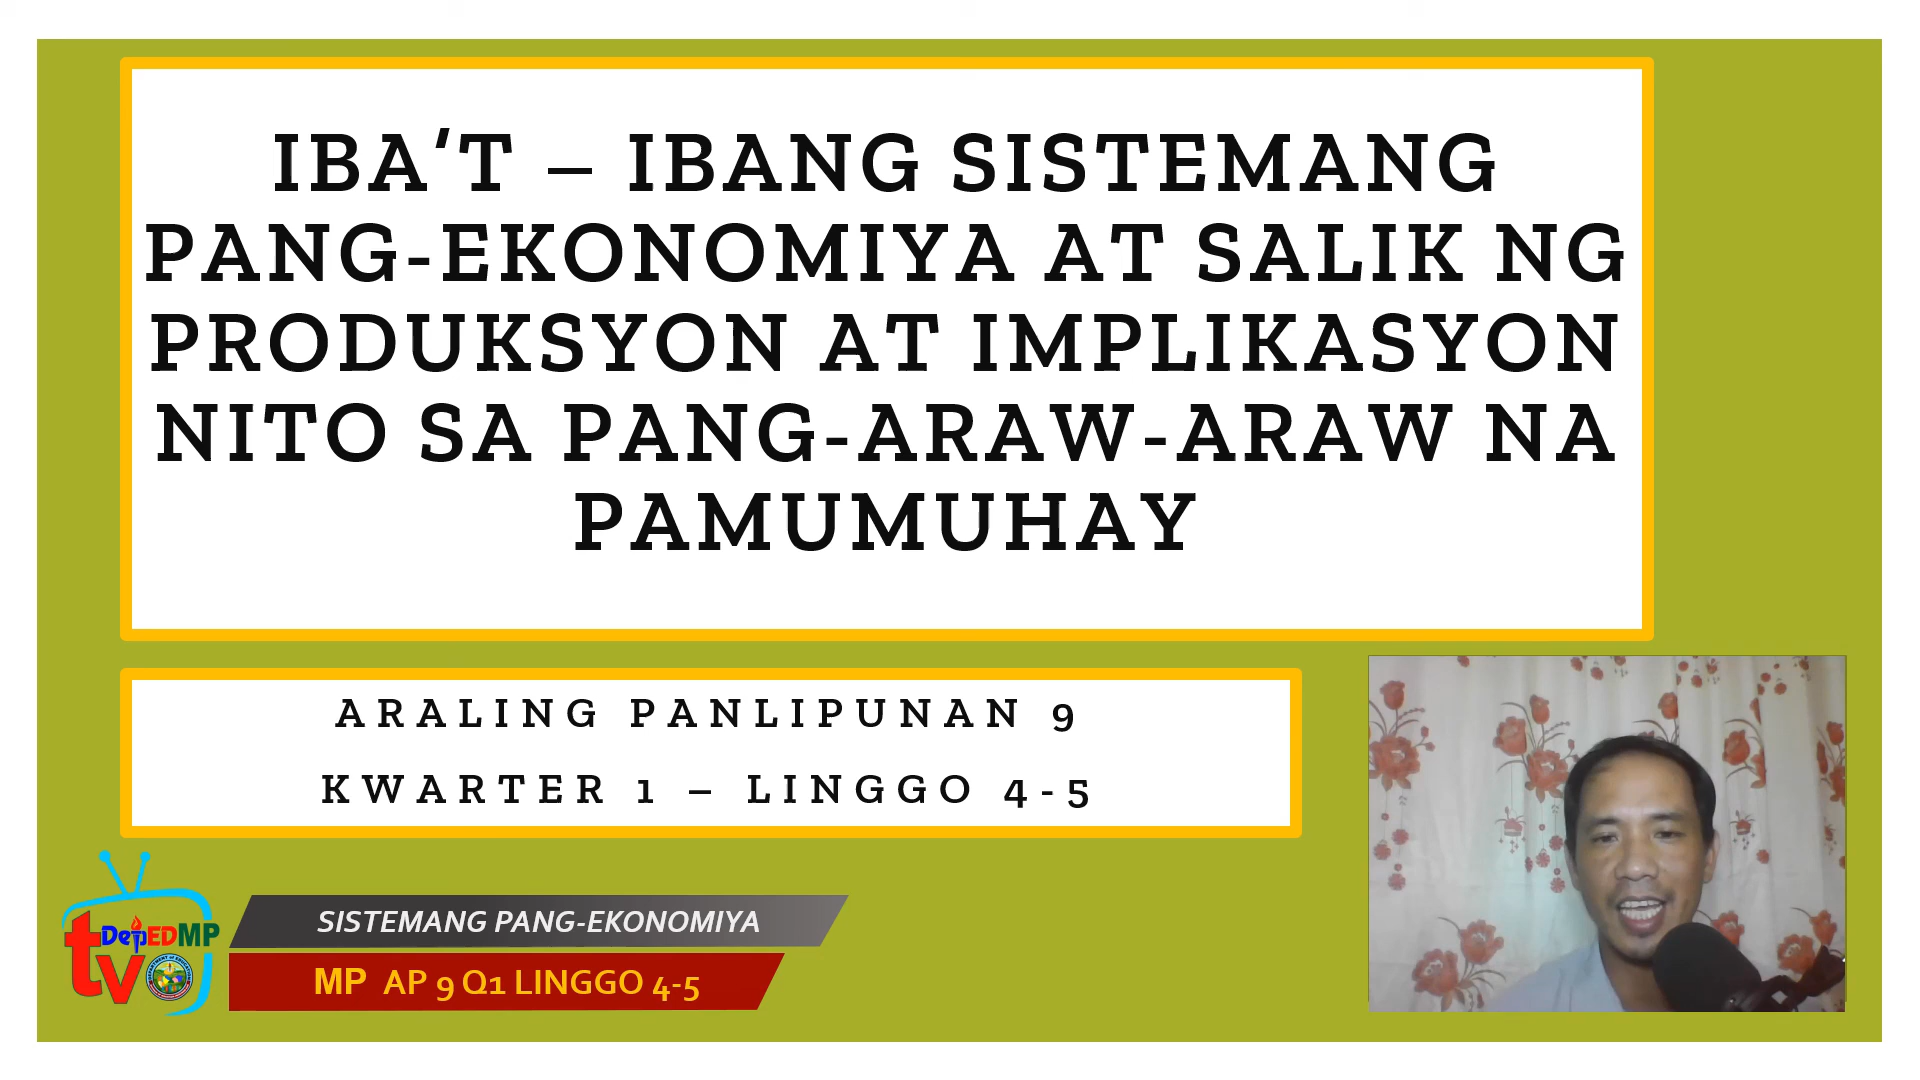 IBA'T – IBANG SISTEMANG
PANG-EKONOMIYA AT SALIK NG
PRODUKSYON AT IMPLIKASYON
NITO SA PANG-ARAW-ARAW NA
PAMUMUHAY
ARALING PANLIPUNAN 9
KWARTER 1 – LINGGO 4-5
tv DepEDMP
SISTEMANG PANG-EKONOMIYA
MP AP 9 Q1 LINGGO 4-5